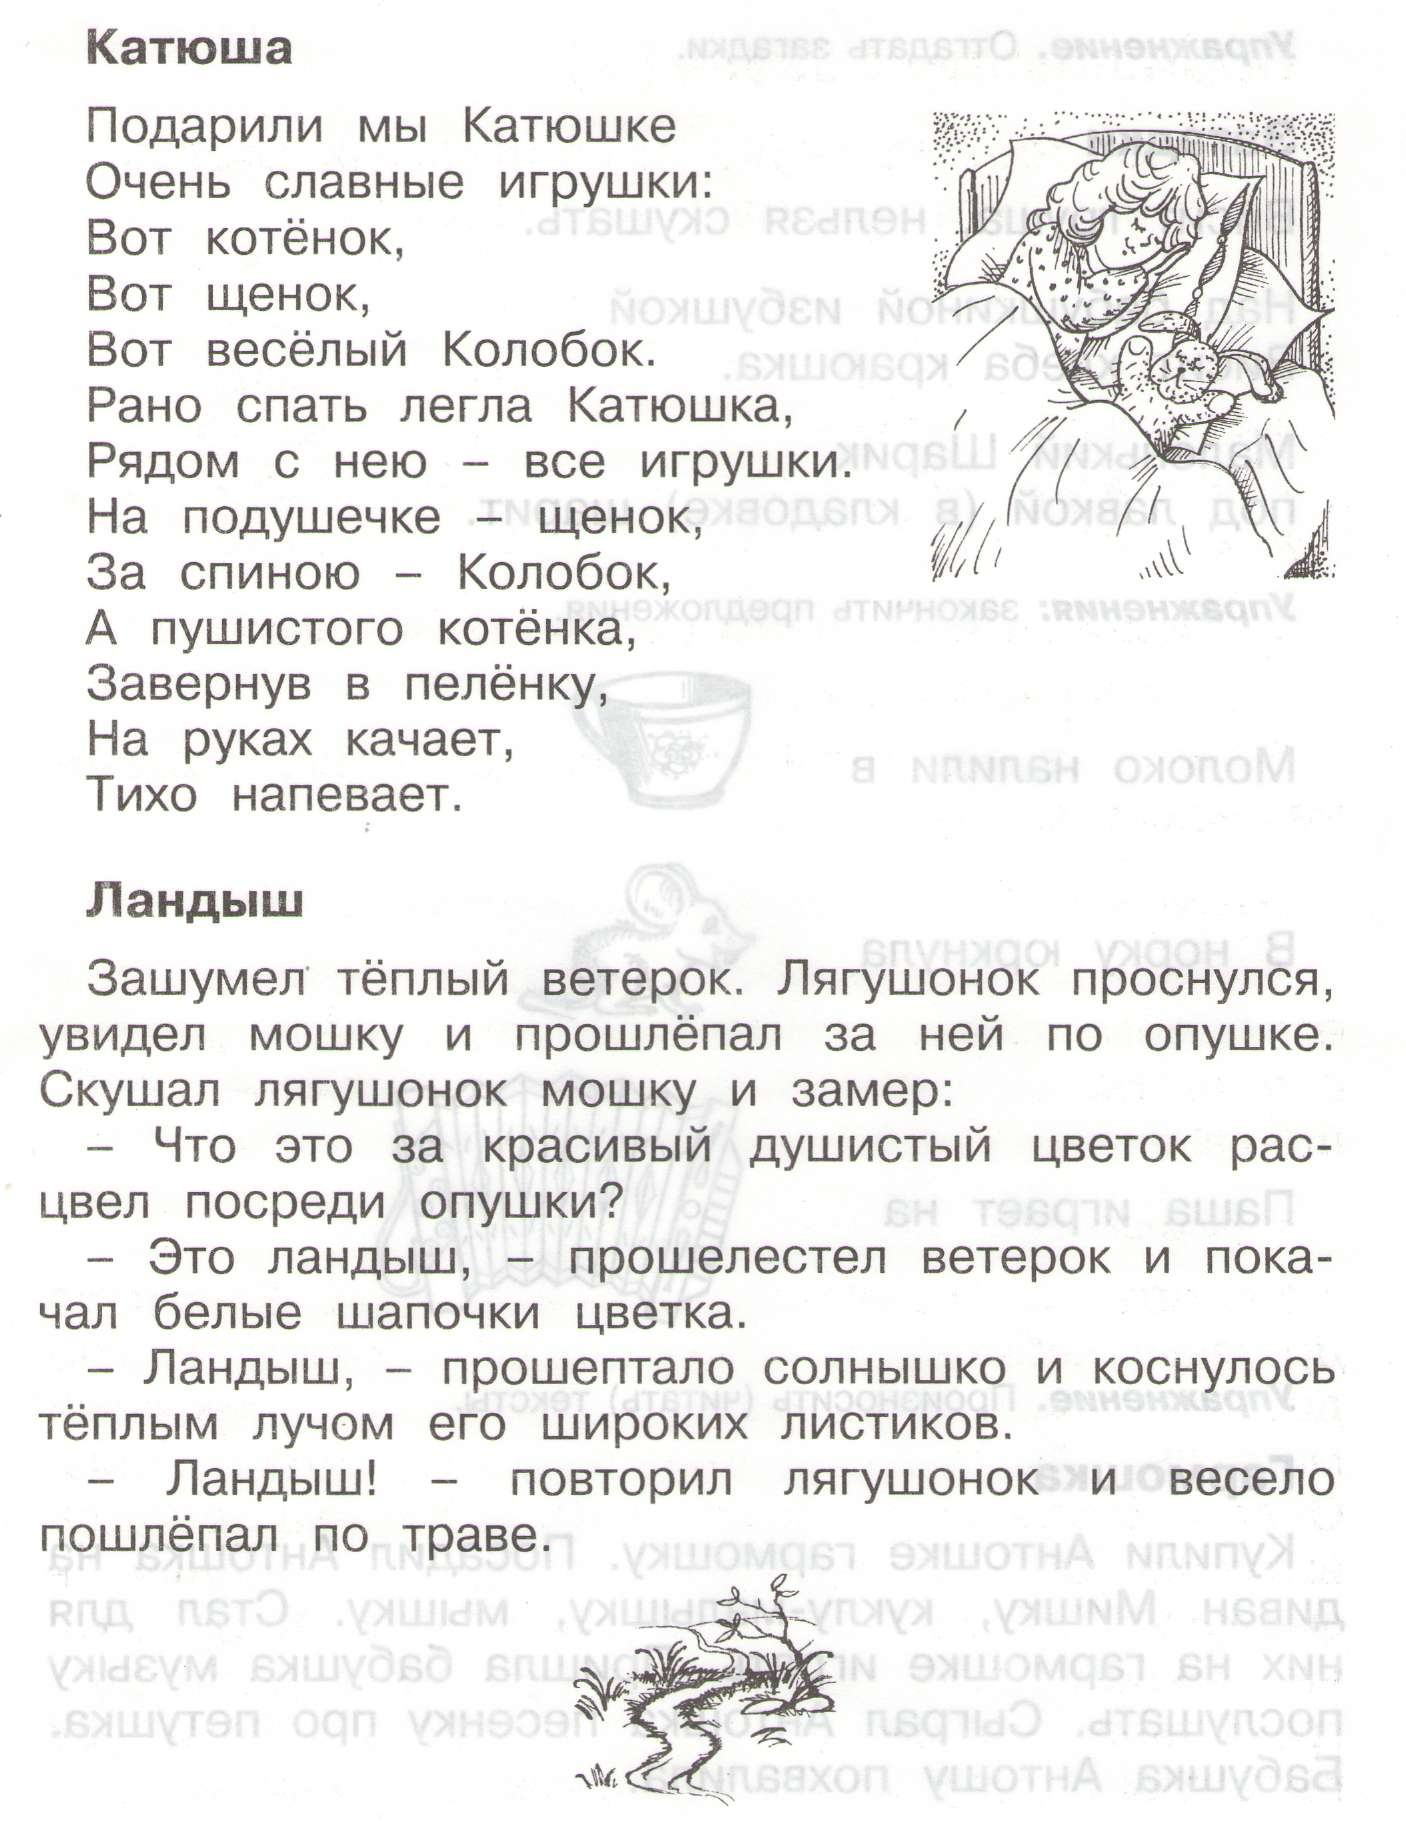 Катюша
Подарили мы Катюшке
Очень славные игрушки:
Вот котёнок,
Вот щенок,
Вот весёлый Колобок.
Рано спать легла Катюшка,
Рядом с нею – все игрушки.
На подушечке – щенок,
За спиною – Колобок,
А пушистого котёнка,
Завернув в пелёнку,
На руках качает,
Тихо напевает.
Ландыш
Зашумел тёплый ветерок. Лягушонок проснулся,
увидел мошку и прошлёпал за ней по опушке.
Скушал лягушонок мошку и замер:
– Что это за красивый душистый цветок рас-
цвел посреди опушки?
– Это ландыш, – прошелестел ветерок и пока-
чал белые шапочки цветка.
– Ландыш, – прошептало солнышко и коснулось
тёплым лучом его широких листиков.
– Ландыш! – повторил лягушонок и весело
пошлёпал по траве.